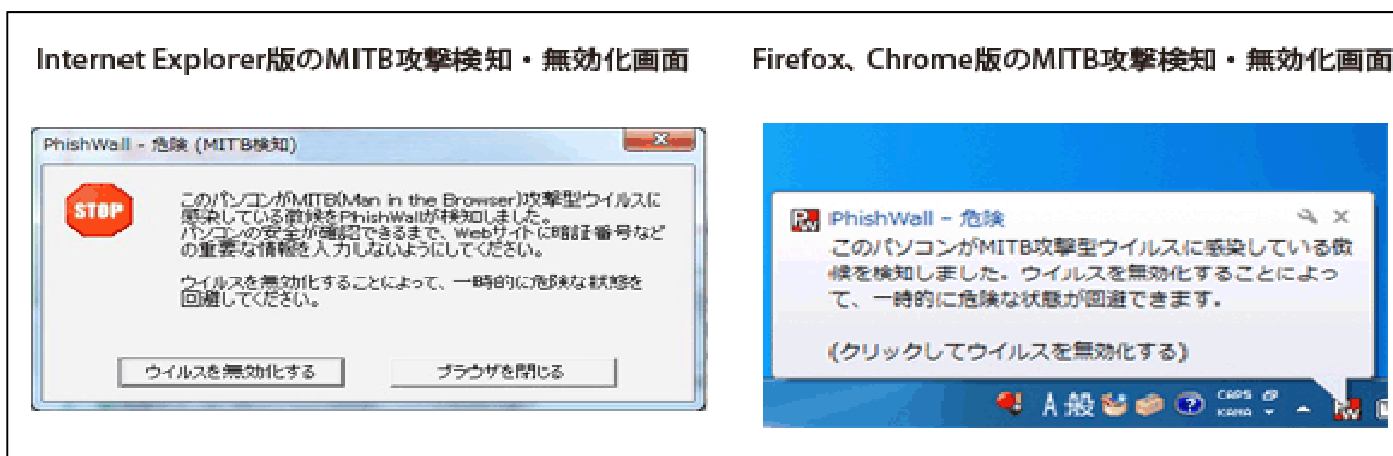 Internet Explorer版のMITB攻撃検知・無効化画面
Firefox、Chrome版のMITB攻撃検知・無効化画面
PhishWall - 危険 (MITB検知)
STOP
このパソコンがMITB(Man in the Browser)攻撃型ウイルスに
感染している徴候をPhishWallが検知しました。
パソコンの安全が確認できるまで、Webサイトに暗証番号など
の重要な情報を入力しないようにしてください。
ウイルスを無効化することによって、一時的に危険な状態を
回避してください。
ウイルスを無効化する
ブラウザを閉じる
PhishWall - 危険
このパソコンがMITB攻撃型ウイルスに感染している徴
候を検知しました。ウイルスを無効化することによっ
て、一時的に危険な状態が回避できます。
(クリックしてウイルスを無効化する)
A 般
CAPS
KANA